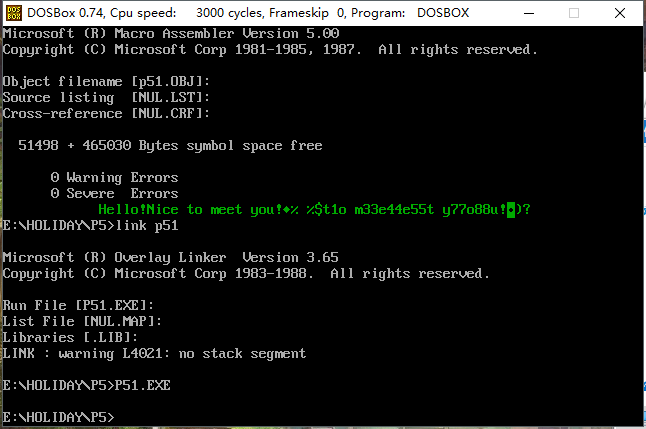 DOSBox 0.74, Cpu speed:    3000 cycles, Frameskip  0, Program:   DOSBOX
Microsoft (R) Macro Assembler Version 5.00
Copyright (C) Microsoft Corp 1981-1985, 1987.  All rights reserved.
Object filename [p51.OBJ]:
Source listing  [NUL.LST]:
Cross-reference [NUL.CRF]:
51498 + 465030 Bytes symbol space free
0 Warning Errors
0 Severe  Errors
Hello!Nice to meet you!♦% %$t1o m33e44e55t y77o88u!♦)?
E:\HOLIDAY\P5>link p51
Microsoft (R) Overlay Linker  Version 3.65
Copyright (C) Microsoft Corp 1983-1988.  All rights reserved.
Run File [P51.EXE]:
List File [NUL.MAP]:
Libraries [.LIB]:
LINK : warning L4021: no stack segment
E:\HOLIDAY\P5>P51.EXE
E:\HOLIDAY\P5>